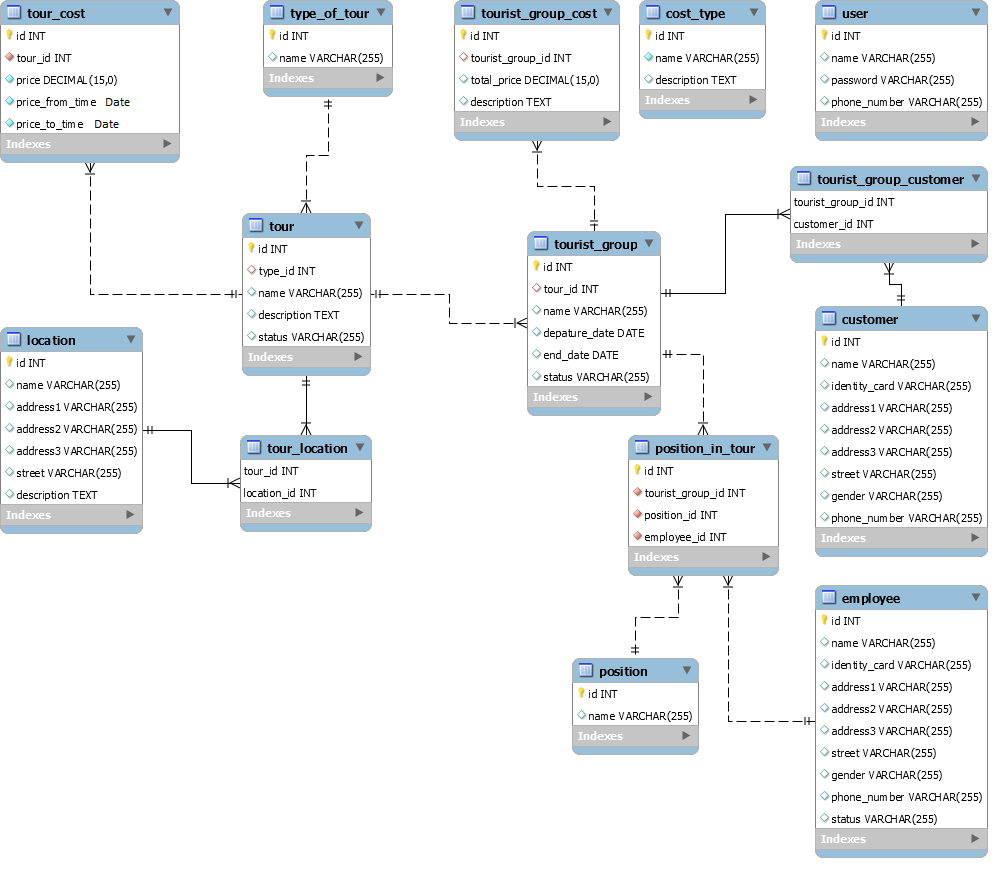 tour_cost
id INT
tour_id INT
price DECIMAL(15,0)
price_from_time Date
price_to_time Date
Indexes
type_of_tour
id INT
name VARCHAR(255)
Indexes
tourist_group_cost
id INT
tourist_group_id INT
total_price DECIMAL(15,0)
description TEXT
Indexes
cost_type
id INT
name VARCHAR(255)
description TEXT
Indexes
user
id INT
name VARCHAR(255)
password VARCHAR(255)
phone_number VARCHAR(255)
Indexes
tourist_group_customer
tourist_group_id INT
customer_id INT
Indexes
tour
id INT
type_id INT
name VARCHAR(255)
description TEXT
status VARCHAR(255)
Indexes
tourist_group
id INT
tour_id INT
name VARCHAR(255)
depature_date DATE
end_date DATE
status VARCHAR(255)
Indexes
customer
id INT
name VARCHAR(255)
identity_card VARCHAR(255)
address1 VARCHAR(255)
address2 VARCHAR(255)
address3 VARCHAR(255)
street VARCHAR(255)
gender VARCHAR(255)
phone_number VARCHAR(255)
Indexes
location
id INT
name VARCHAR(255)
address1 VARCHAR(255)
address2 VARCHAR(255)
address3 VARCHAR(255)
street VARCHAR(255)
description TEXT
Indexes
tour_location
tour_id INT
location_id INT
Indexes
position_in_tour
id INT
tourist_group_id INT
position_id INT
employee_id INT
Indexes
position
id INT
name VARCHAR(255)
Indexes
employee
id INT
name VARCHAR(255)
identity_card VARCHAR(255)
address1 VARCHAR(255)
address2 VARCHAR(255)
address3 VARCHAR(255)
street VARCHAR(255)
gender VARCHAR(255)
phone_number VARCHAR(255)
status VARCHAR(255)
Indexes